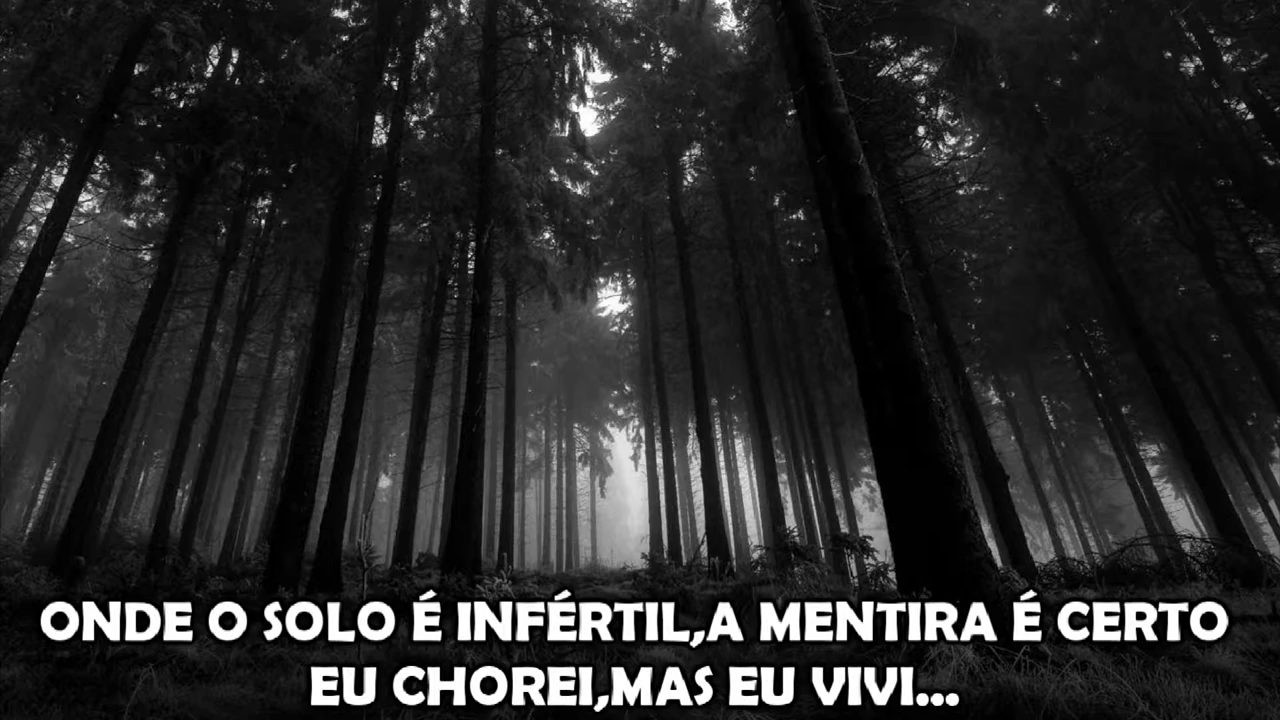 ONDE O SOLO É INFÉRTIL,A MENTIRA É CERTO
EU CHOREI,MAS EU VIVI...